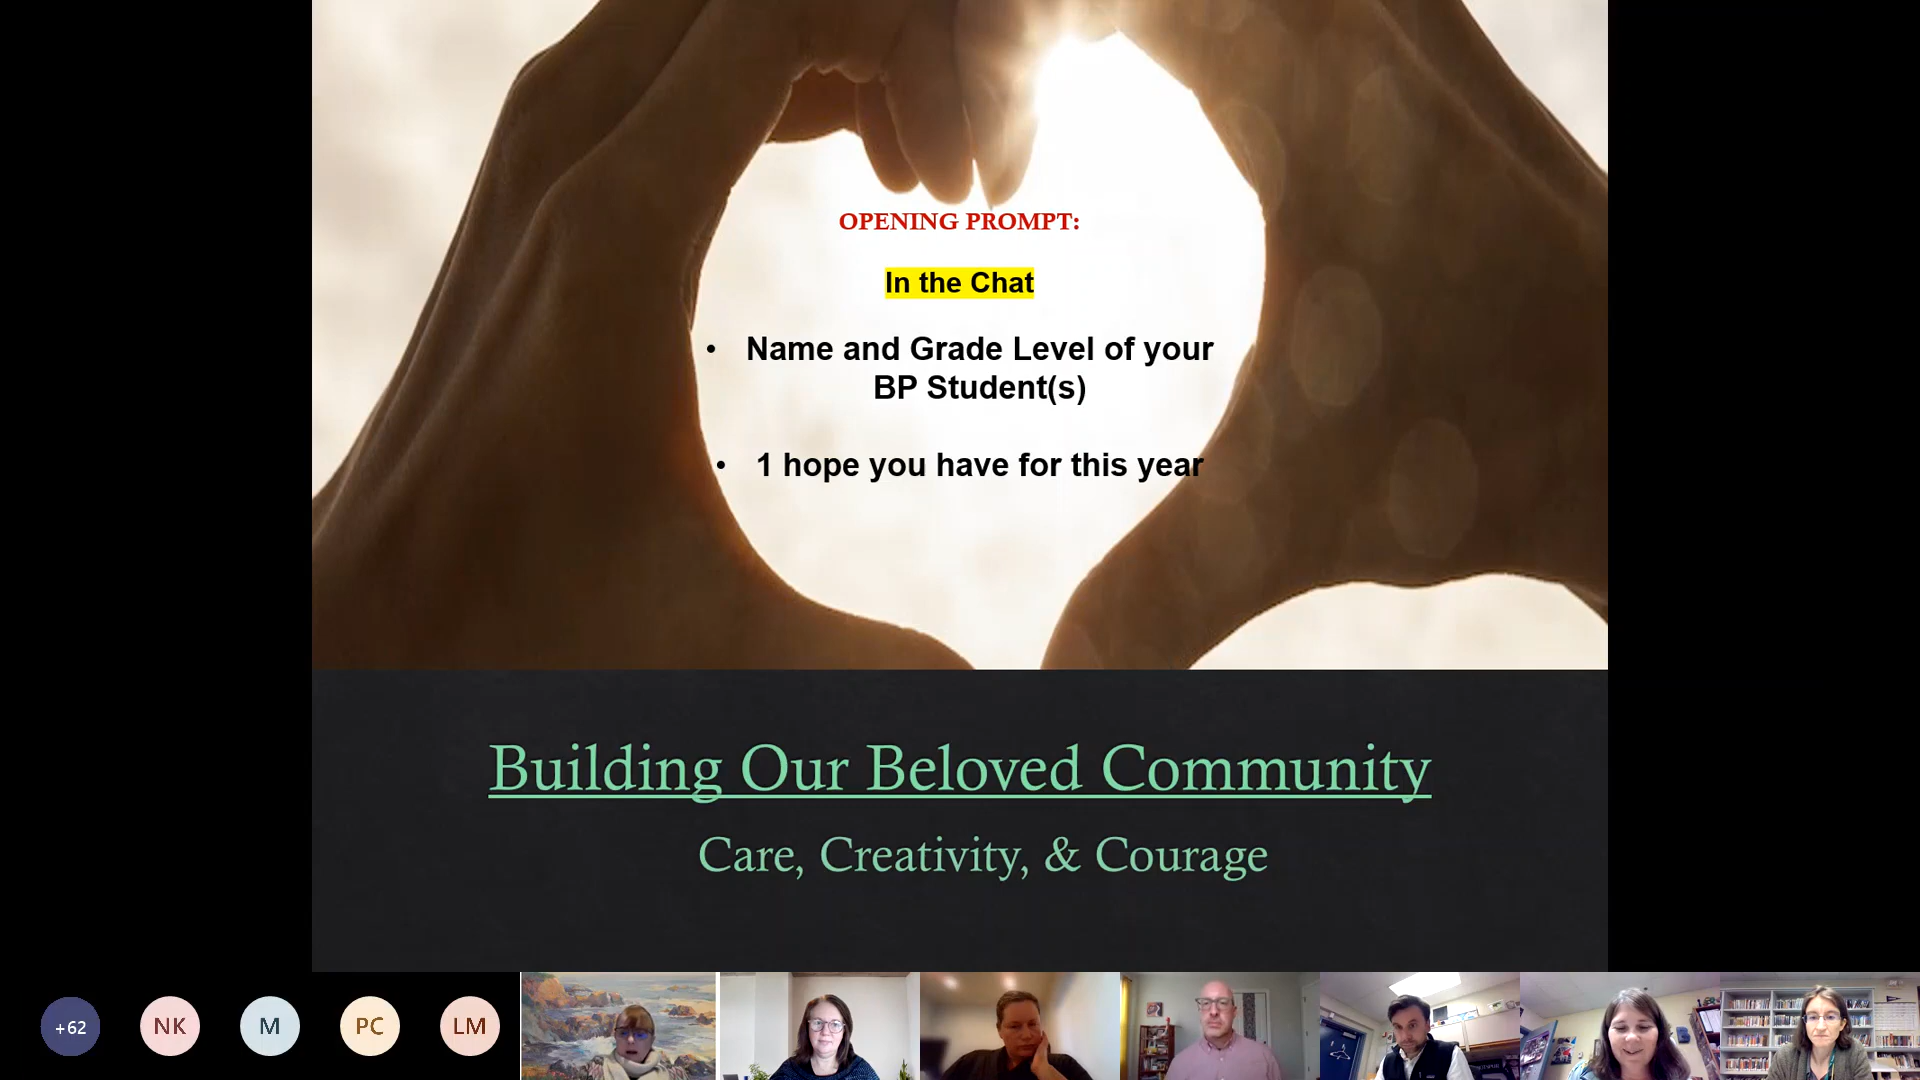 OPENING PROMPT:
In the Chat
• Name and Grade Level of your
BP Student(s)
• 1 hope you have for this year
Building Our Beloved Community
Care, Creativity, & Courage
+62
NK
M
PC
LM